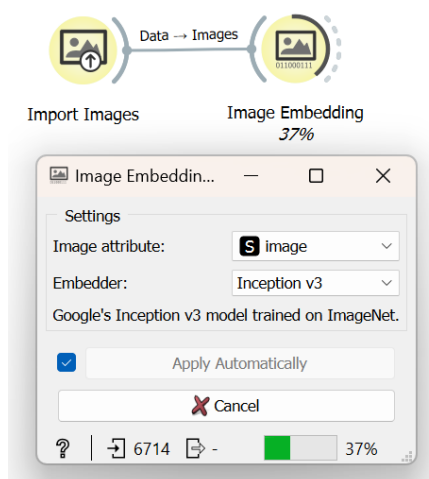 Data → Images
011000111
Import Images
Image Embedding
37%
Image Embeddin...
Settings
Image attribute:
S image
Embedder:
Inception v3
Google's Inception v3 model trained on ImageNet.
Apply Automatically
Cancel
? 6714 - 37%